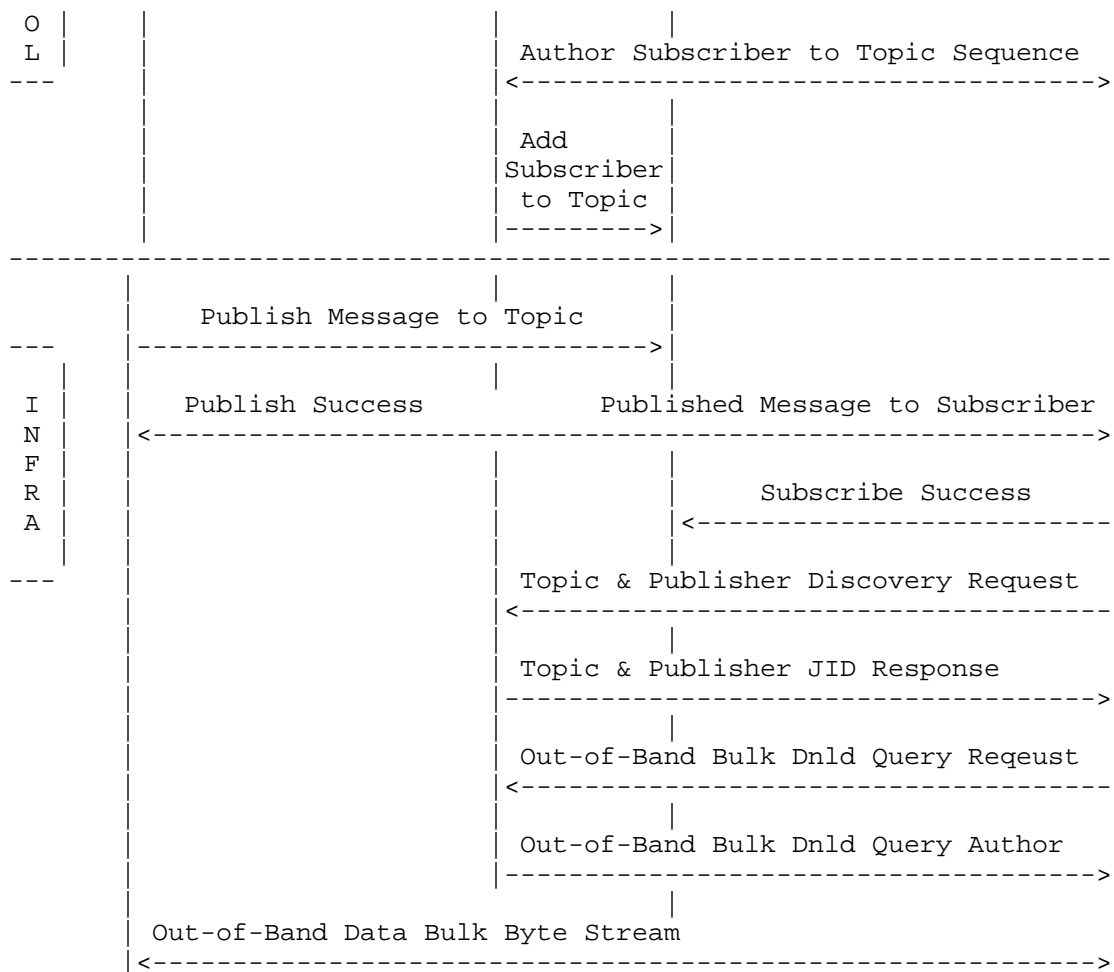 O
L Author Subscriber to Topic Sequence
--- <------------------------------------->
Add
Subscriber
to Topic
--------->
----------------------------------------------------------------------
Publish Message to Topic
--- -------------------------------->
I Publish Success Published Message to Subscriber
N <------------------------------------------------------------>
F
R Subscribe Success
A <--------------------------
--- Topic & Publisher Discovery Request
<--------------------------------------
Topic & Publisher JID Response
-------------------------------------->
Out-of-Band Bulk Dnld Query Reqeust
<--------------------------------------
Out-of-Band Bulk Dnld Query Author
-------------------------------------->
Out-of-Band Data Bulk Byte Stream
<------------------------------------------------------------>